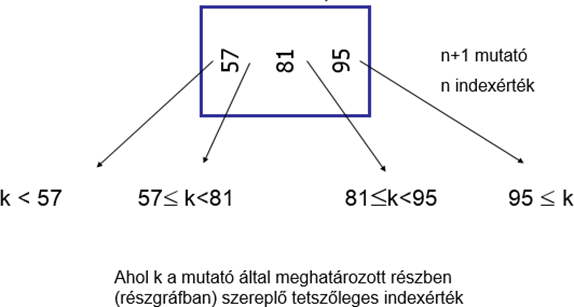 57 81 95
n+1 mutató
n indexérték
k < 57 57≤ k<81 81≤k<95 95 ≤ k
Ahol k a mutató által meghatározott részben
(részgráfban) szereplő tetszőleges indexérték